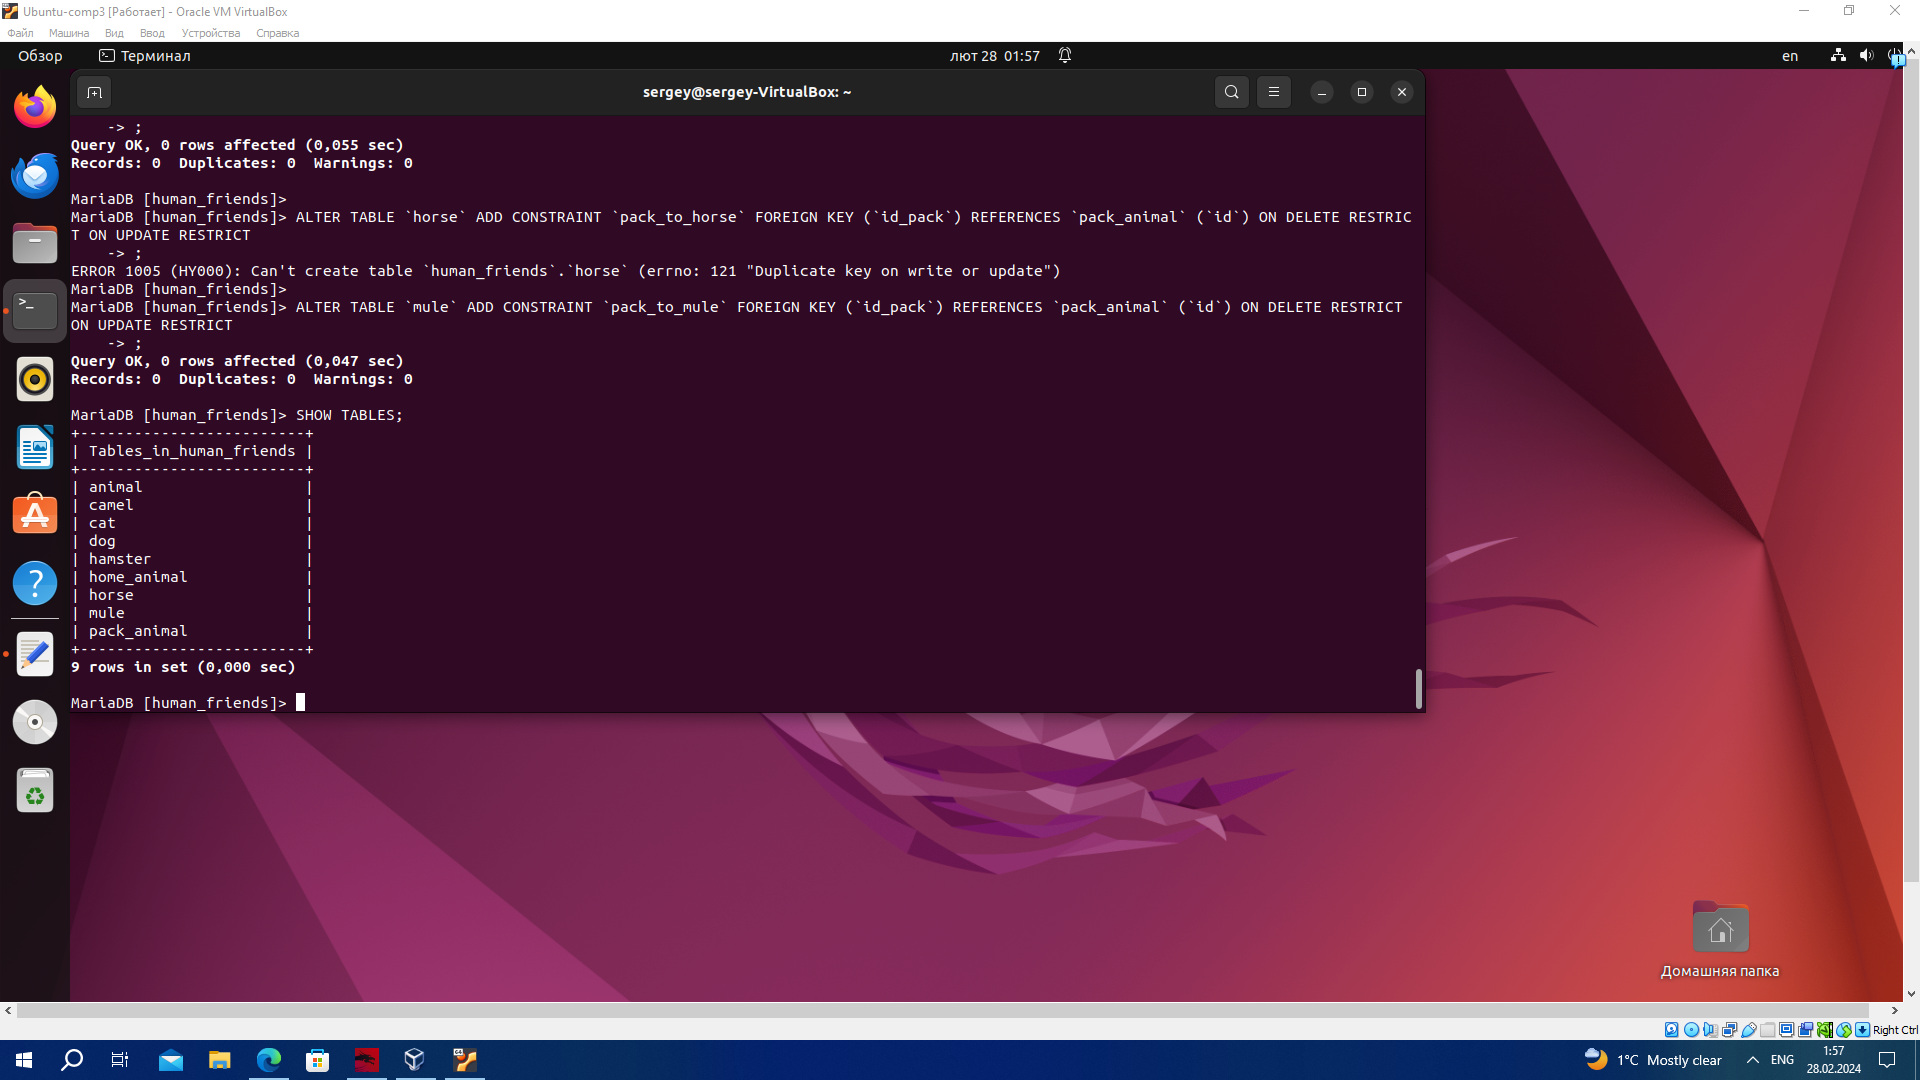 Ubuntu-comp3 [Работает] - Oracle VM VirtualBox
Файл Машина Вид Ввод Устройства Справка
Обзор Терминал лют 28 01:57 en
sergey@sergey-VirtualBox: ~
-> ;
Query OK, 0 rows affected (0,055 sec)
Records: 0  Duplicates: 0  Warnings: 0
MariaDB [human_friends]>
MariaDB [human_friends]> ALTER TABLE `horse` ADD CONSTRAINT `pack_to_horse` FOREIGN KEY (`id_pack`) REFERENCES `pack_animal` (`id`) ON DELETE RESTRIC
T ON UPDATE RESTRICT
-> ;
ERROR 1005 (HY000): Can't create table `human_friends`.`horse` (errno: 121 "Duplicate key on write or update")
MariaDB [human_friends]>
MariaDB [human_friends]> ALTER TABLE `mule` ADD CONSTRAINT `pack_to_mule` FOREIGN KEY (`id_pack`) REFERENCES `pack_animal` (`id`) ON DELETE RESTRICT
ON UPDATE RESTRICT
-> ;
Query OK, 0 rows affected (0,047 sec)
Records: 0  Duplicates: 0  Warnings: 0
MariaDB [human_friends]> SHOW TABLES;
+-------------------------+
| Tables_in_human_friends |
+-------------------------+
| animal                  |
| camel                   |
| cat                     |
| dog                     |
| hamster                 |
| home_animal             |
| horse                   |
| mule                    |
| pack_animal             |
+-------------------------+
9 rows in set (0,000 sec)
MariaDB [human_friends]>
Домашняя папка
Right Ctrl
1°C Mostly clear ENG 1:57
28.02.2024